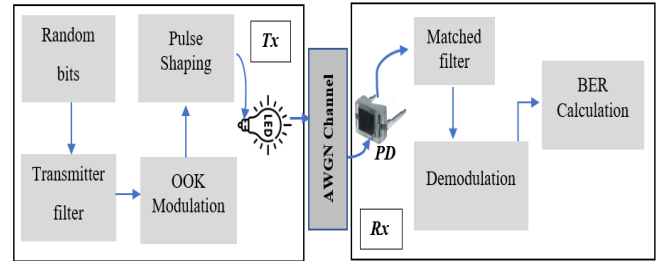 Random
bits
Transmitter
filter
OOK
Modulation
Pulse
Shaping
Tx
LED
AWGN Channel
PD
Matched
filter
Demodulation
BER
Calculation
Rx